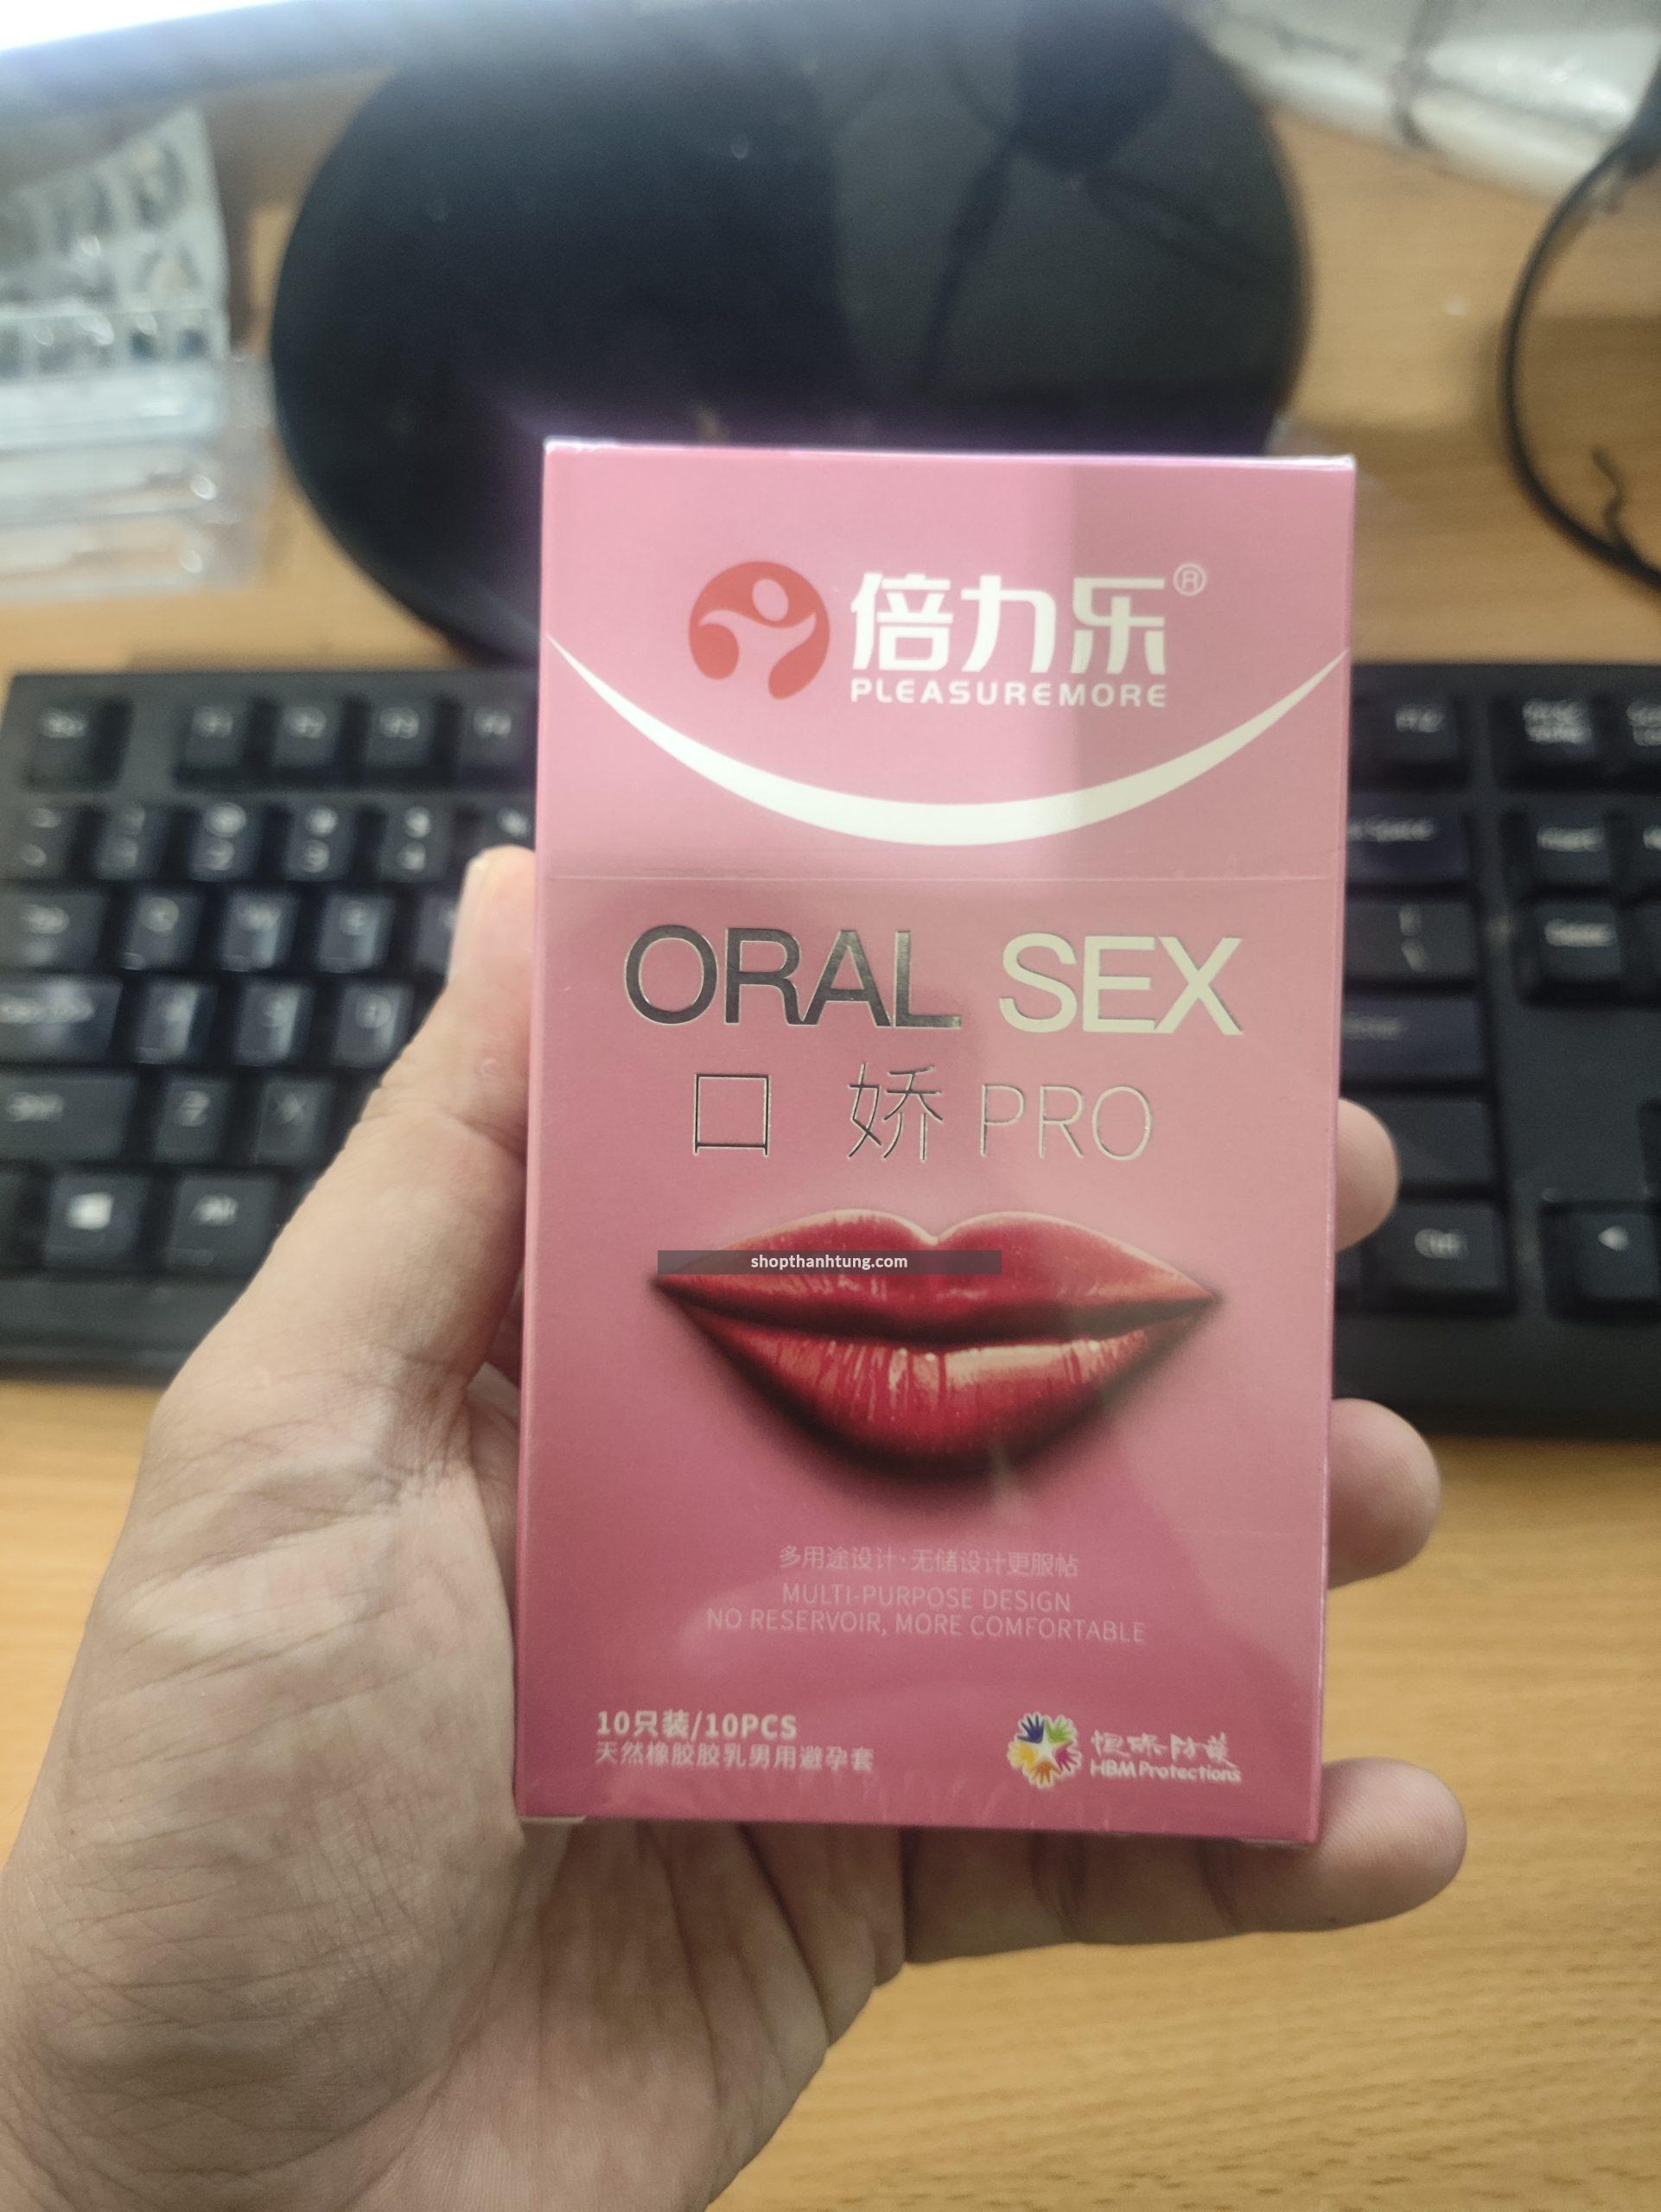 倍力乐®
PLEASUREMORE
ORAL SEX
口娇 PRO
shopthanhtung.com
多用途设计·无储设计更服帖
MULTI-PURPOSE DESIGN
NO RESERVOIR, MORE COMFORTABLE
10只装/10PCS
天然橡胶胶乳男用避孕套
HBM Protections